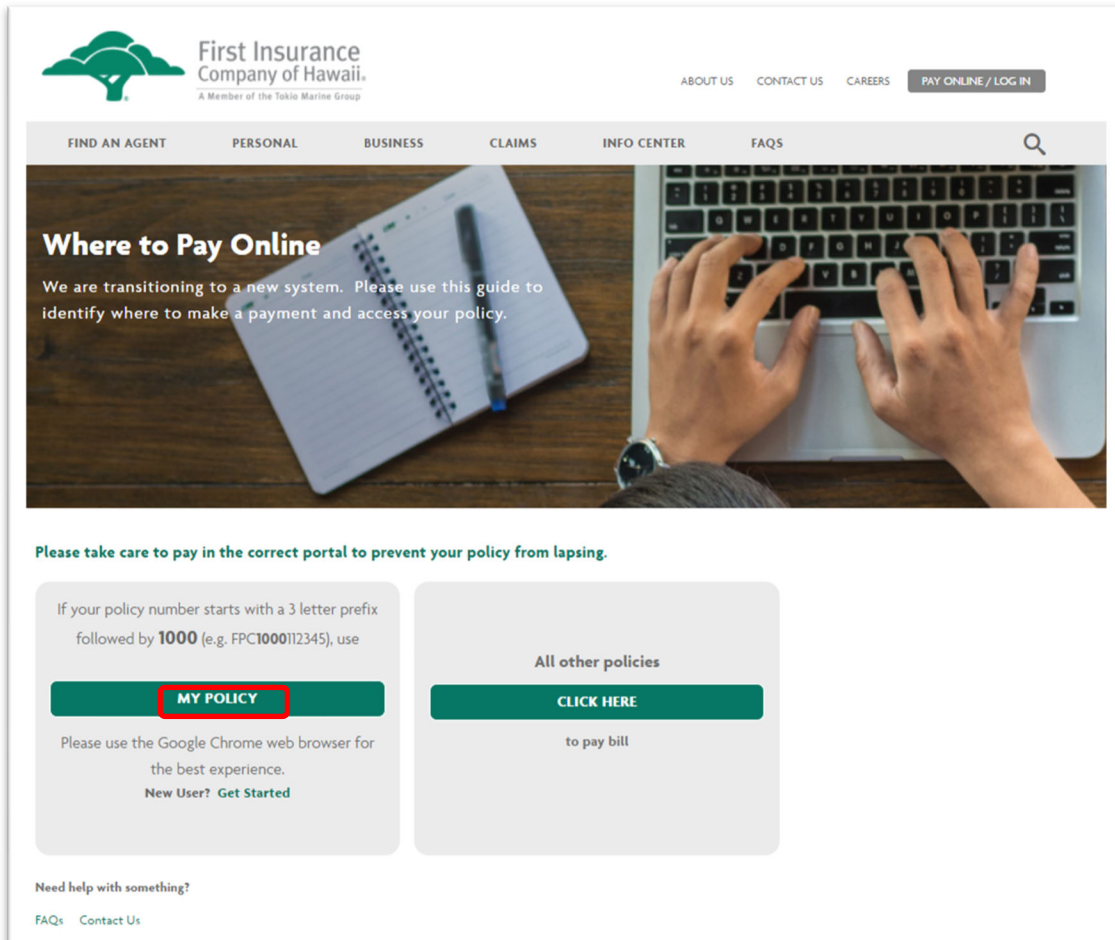 First Insurance
Company of Hawaii®
A Member of the Tokio Marine Group
ABOUT US CONTACT US CAREERS PAY ONLINE / LOG IN
FIND AN AGENT PERSONAL BUSINESS CLAIMS INFO CENTER FAQS
Where to Pay Online
We are transitioning to a new system. Please use this guide to
identify where to make a payment and access your policy.
Please take care to pay in the correct portal to prevent your policy from lapsing.
If your policy number starts with a 3 letter prefix
followed by 1000 (e.g. FPC1000112345), use
MY POLICY
Please use the Google Chrome web browser for
the best experience.
New User? Get Started
All other policies
CLICK HERE
to pay bill
Need help with something?
FAQs Contact Us